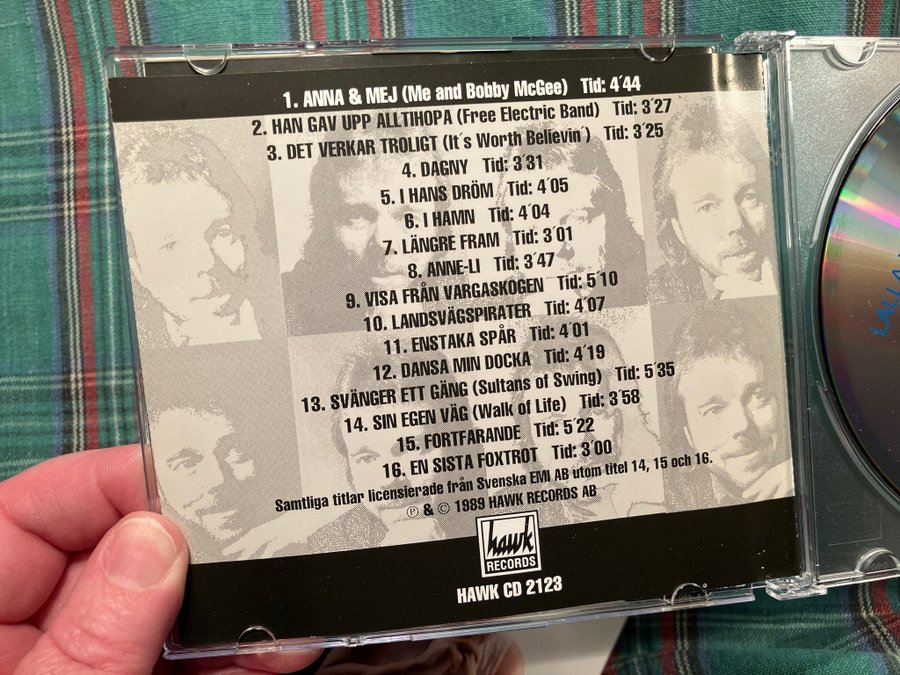 1. ANNA & MEJ (Me and Bobby McGee) Tid: 4´44
2. HAN GAV UPP ALLTIHOPA (Free Electric Band) Tid: 3´27
3. DET VERKAR TROLIGT (It´s Worth Believin´) Tid: 3´25
4. DAGNY Tid: 3´31
5. I HANS DRÖM Tid: 4´05
6. I HAMN Tid: 4´04
7. LÄNGRE FRAM Tid: 3´01
8. ANNE-LI Tid: 3´47
9. VISA FRÅN VARGASKOGEN Tid: 5´10
10. LANDSVÄGSPIRATER Tid: 4´07
11. ENSTAKA SPÅR Tid: 4´01
12. DANSA MIN DOCKA Tid: 4´19
13. SVÄNGER ETT GÄNG (Sultans of Swing) Tid: 5´35
14. SIN EGEN VÄG (Walk of Life) Tid: 3´58
15. FORTFARANDE Tid: 5´22
16. EN SISTA FOXTROT Tid: 3´00
Samtliga titlar licensierade från Svenska EMI AB utom titel 14, 15 och 16.
℗ & © 1989 HAWK RECORDS AB
hawk
RECORDS
HAWK CD 2123